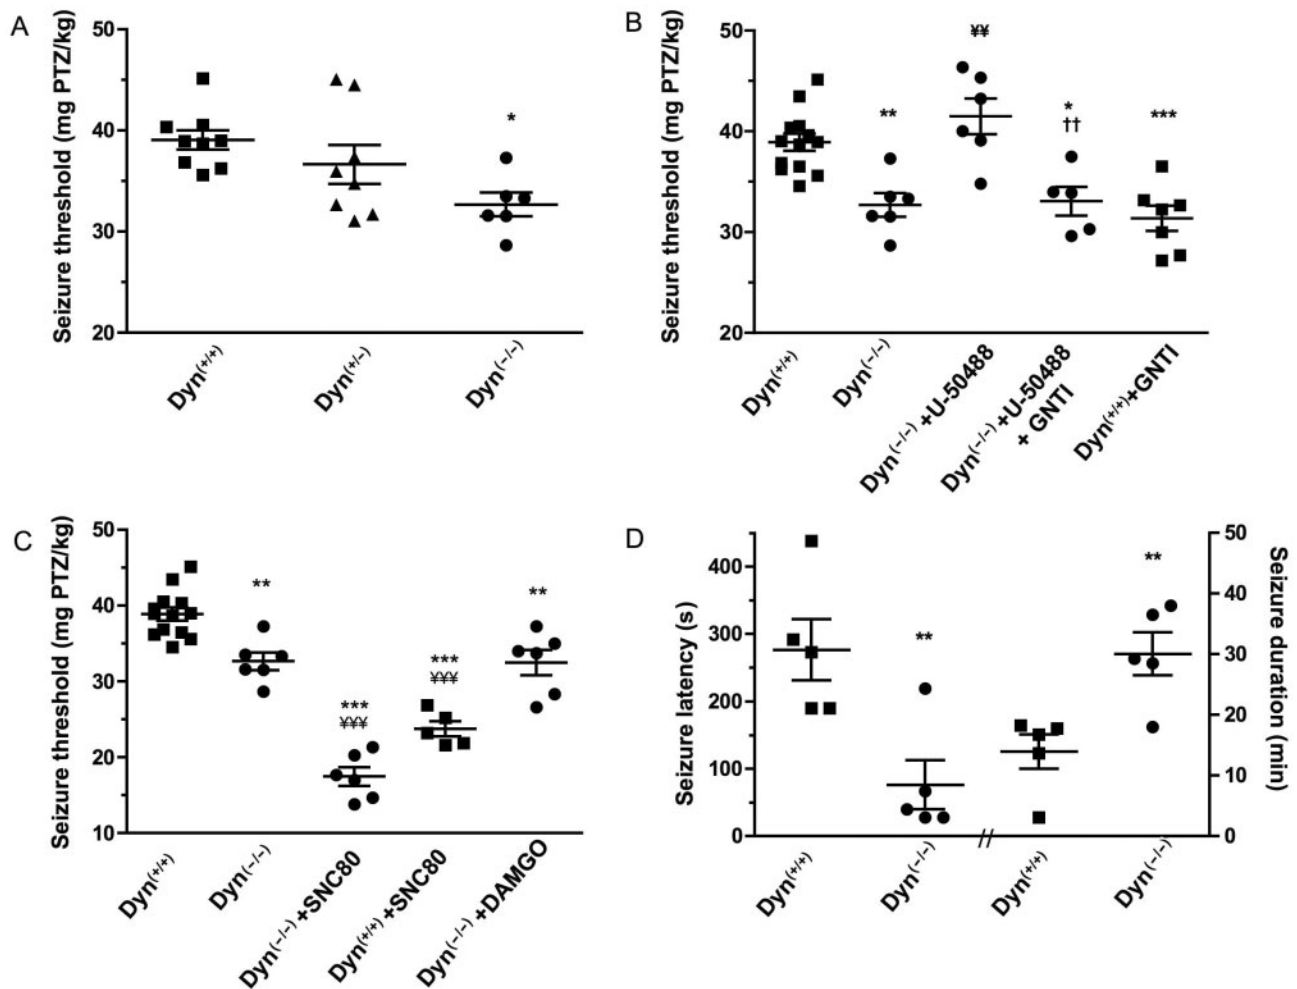 A
Seizure threshold (mg PTZ/kg)
50
40
30
20
*
Dyn(+/+)
Dyn(+/−)
Dyn(−/−)
B
Seizure threshold (mg PTZ/kg)
50
40
30
20
**
¥¥
*
††
***
Dyn(+/+)
Dyn(−/−)
Dyn(−/−) +U-50488
Dyn(−/−) +U-50488
+ GNTI
Dyn(+/+)+GNTI
C
Seizure threshold (mg PTZ/kg)
50
40
30
20
10
**
***
¥¥¥
***
¥¥¥
**
Dyn(+/+)
Dyn(−/−)
Dyn(−/−) +SNC80
Dyn(+/+) +SNC80
Dyn(−/−) +DAMGO
D
Seizure latency (s)
400
300
200
100
0
**
**
50
40
30
20
10
0
Seizure duration (min)
Dyn(+/+)
Dyn(−/−)
//
Dyn(+/+)
Dyn(−/−)